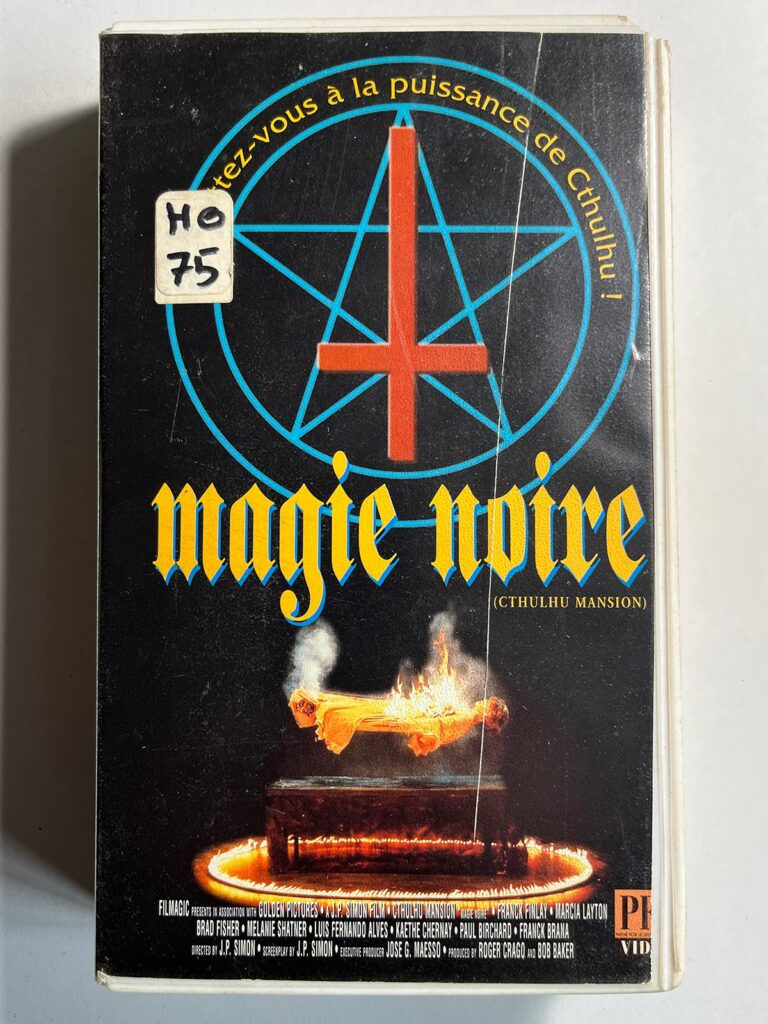 ttez-vous à la puissance de Cthulhu !
HO
75
magie noire
(CTHULHU MANSION)
FILMAGIC PRESENTS IN ASSOCIATION WITH GOLDEN PICTURES • A J.P. SIMON FILM • CTHULHU MANSION MAGIE NOIRE • FRANCK FINLAY • MARCIA LAYTON
BRAD FISHER • MELANIE SHATNER • LUIS FERNANDO ALVES • KAETHE CHERNAY • PAUL BIRCHARD • FRANCK BRANA
DIRECTED BY J.P. SIMON • SCREENPLAY BY J.P. SIMON • EXECUTIVE PRODUCER JOSE G. MAESSO • PRODUCED BY ROGER CRAGO AND BOB BAKER
VID